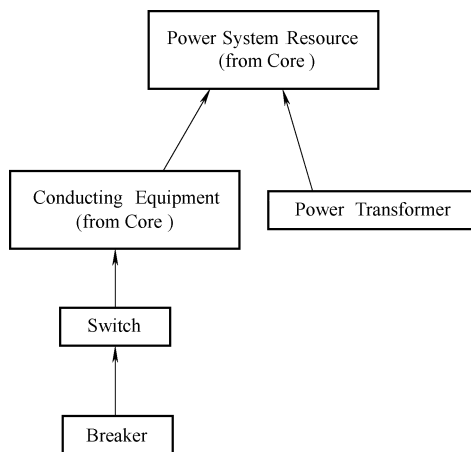 Power System Resource
(from Core )
Conducting Equipment
(from Core )
Power Transformer
Switch
Breaker